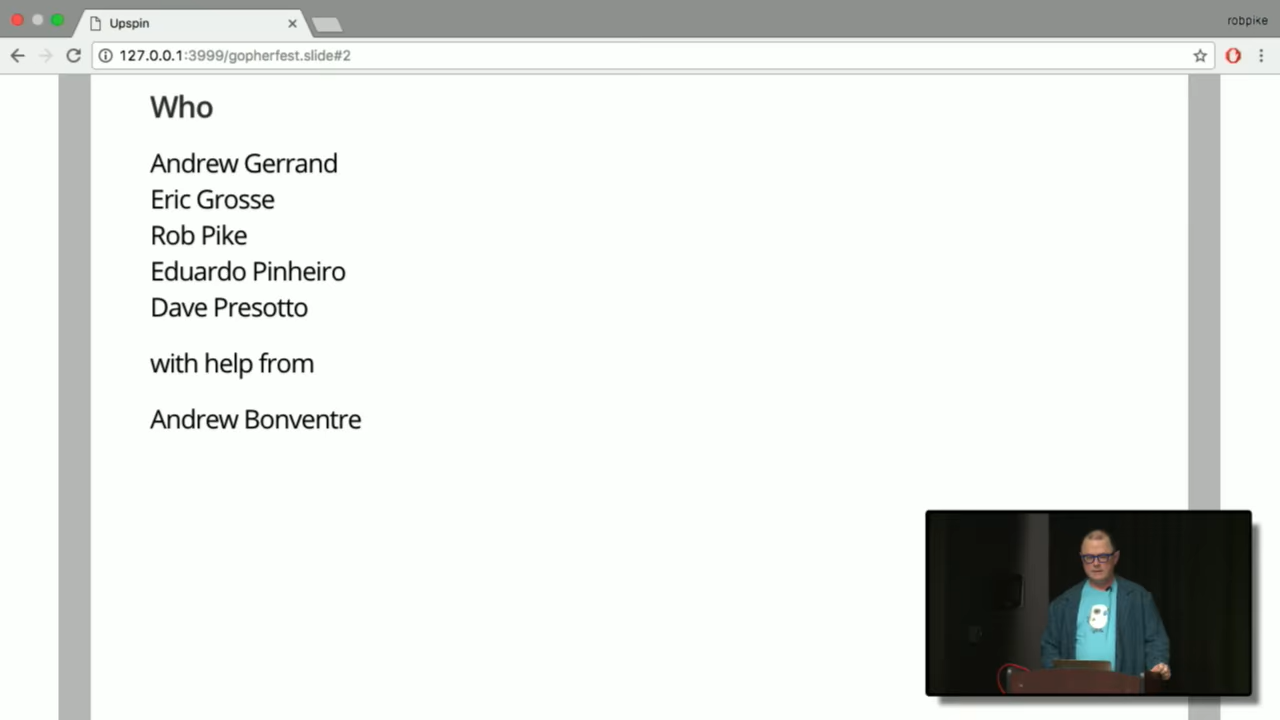 Upspin
robpike
127.0.0.1:3999/gopherfest.slide#2
Who
Andrew Gerrand
Eric Grosse
Rob Pike
Eduardo Pinheiro
Dave Presotto
with help from
Andrew Bonventre